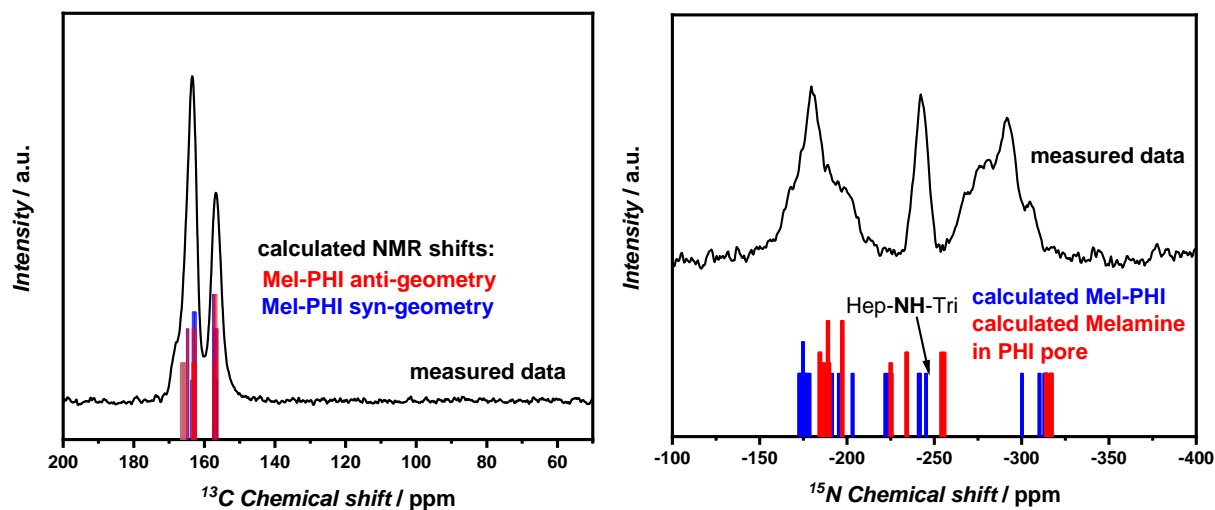 Intensity / a.u.
calculated NMR shifts:
Mel-PHI anti-geometry
Mel-PHI syn-geometry
measured data
200 180 160 140 120 100 80 60
¹³C Chemical shift / ppm
Intensity / a.u.
measured data
Hep-NH-Tri
calculated Mel-PHI
calculated Melamine
in PHI pore
-100 -150 -200 -250 -300 -350 -400
¹⁵N Chemical shift / ppm